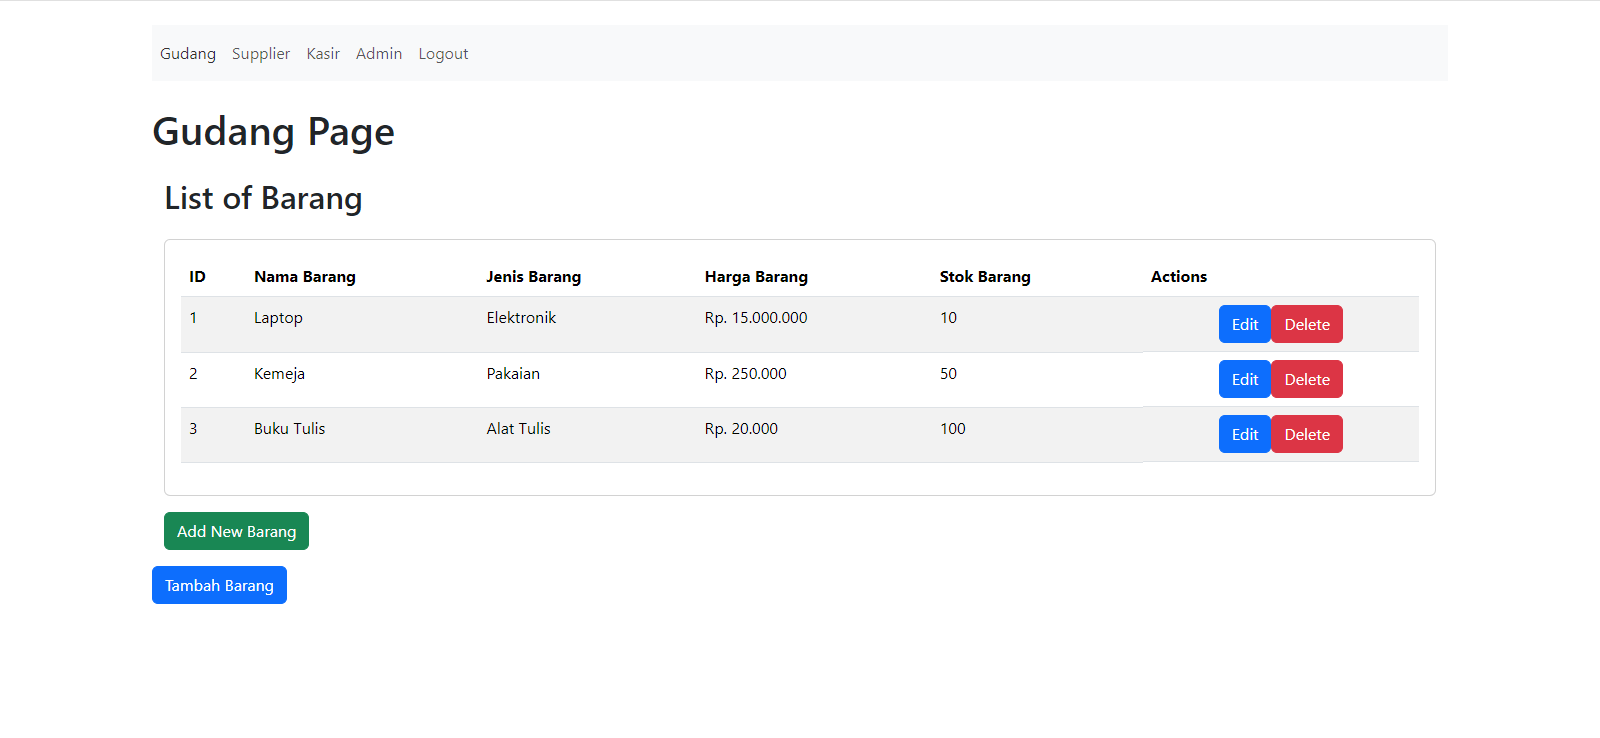 Gudang Supplier Kasir Admin Logout
Gudang Page
List of Barang
ID Nama Barang Jenis Barang Harga Barang Stok Barang Actions
1 Laptop Elektronik Rp. 15.000.000 10 Edit Delete
2 Kemeja Pakaian Rp. 250.000 50 Edit Delete
3 Buku Tulis Alat Tulis Rp. 20.000 100 Edit Delete
Add New Barang
Tambah Barang